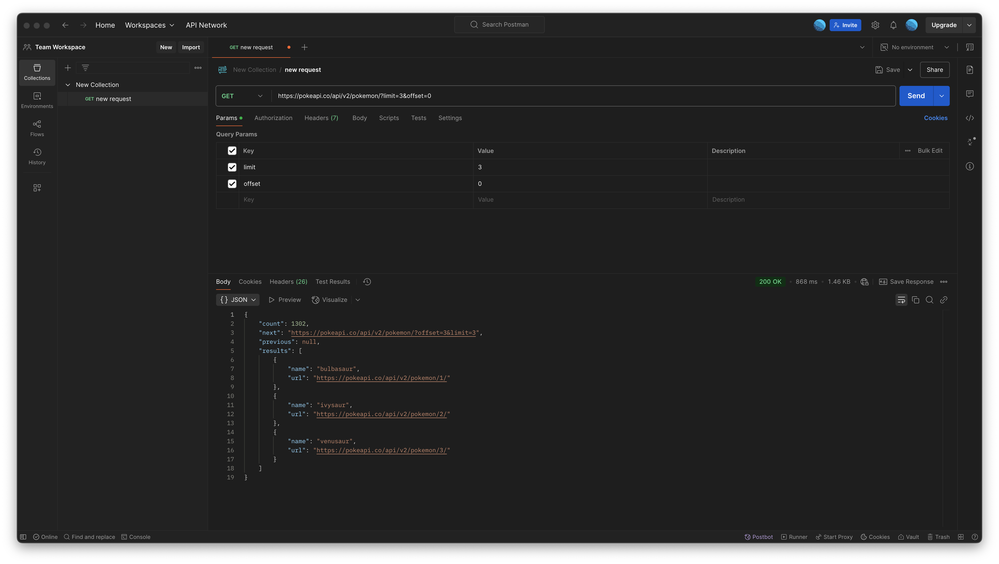 Home Workspaces API Network Search Postman Invite Upgrade
Team Workspace New Import GET new request No environment
Collections
Environments
Flows
History
New Collection
GET new request
HTTP New Collection / new request Save Share
GET https://pokeapi.co/api/v2/pokemon/?limit=3&offset=0 Send
Params Authorization Headers (7) Body Scripts Tests Settings Cookies
Query Params
Key Value Description Bulk Edit
limit 3
offset 0
Key Value Description
Body Cookies Headers (26) Test Results 200 OK 868 ms 1.46 KB e.g. Save Response
{} JSON Preview Visualize
1 {
2 "count": 1302,
3 "next": "https://pokeapi.co/api/v2/pokemon/?offset=3&limit=3",
4 "previous": null,
5 "results": [
6 {
7 "name": "bulbasaur",
8 "url": "https://pokeapi.co/api/v2/pokemon/1/"
9 },
10 {
11 "name": "ivysaur",
12 "url": "https://pokeapi.co/api/v2/pokemon/2/"
13 },
14 {
15 "name": "venusaur",
16 "url": "https://pokeapi.co/api/v2/pokemon/3/"
17 }
18 ]
19 }
Online Find and replace Console Postbot Runner Start Proxy Cookies Vault Trash